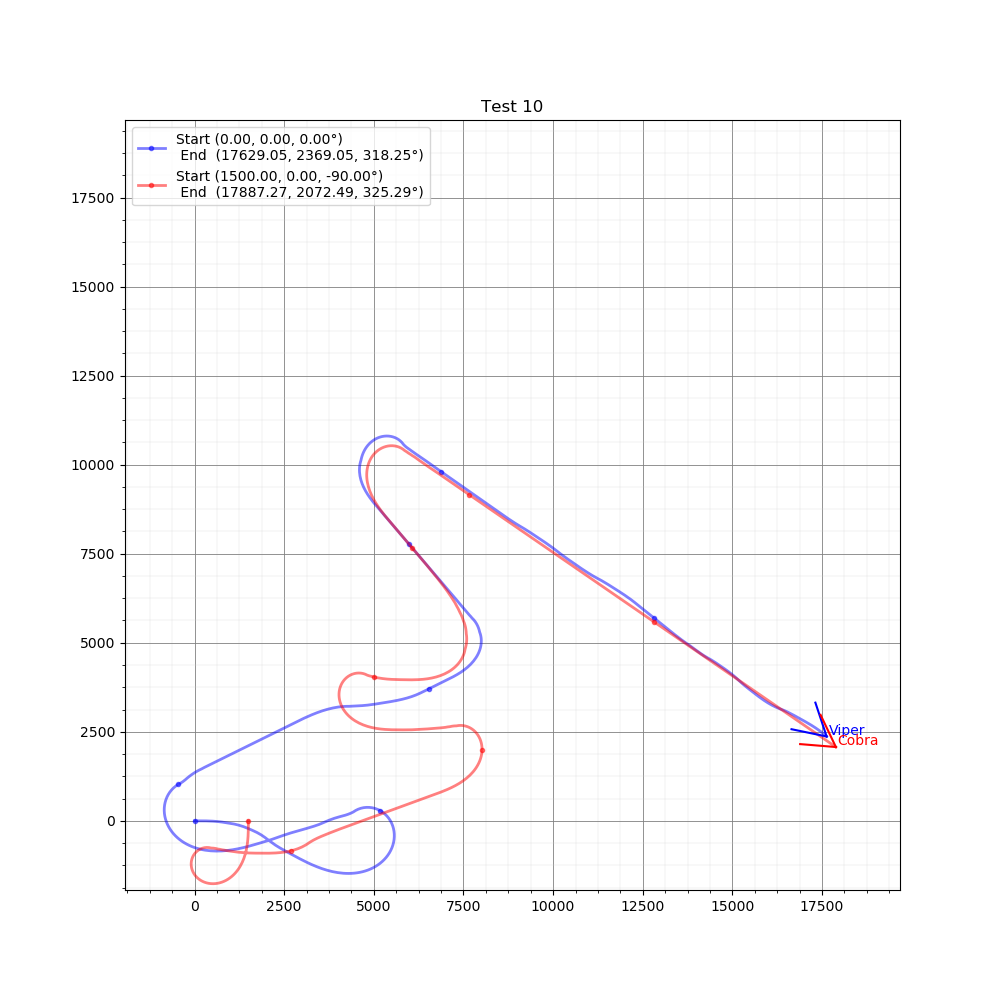 Test 10
Start (0.00, 0.00, 0.00°)
End (17629.05, 2369.05, 318.25°)
Start (1500.00, 0.00, -90.00°)
End (17887.27, 2072.49, 325.29°)
17500
15000
12500
10000
7500
5000
2500
0
Viper
Cobra
0 2500 5000 7500 10000 12500 15000 17500